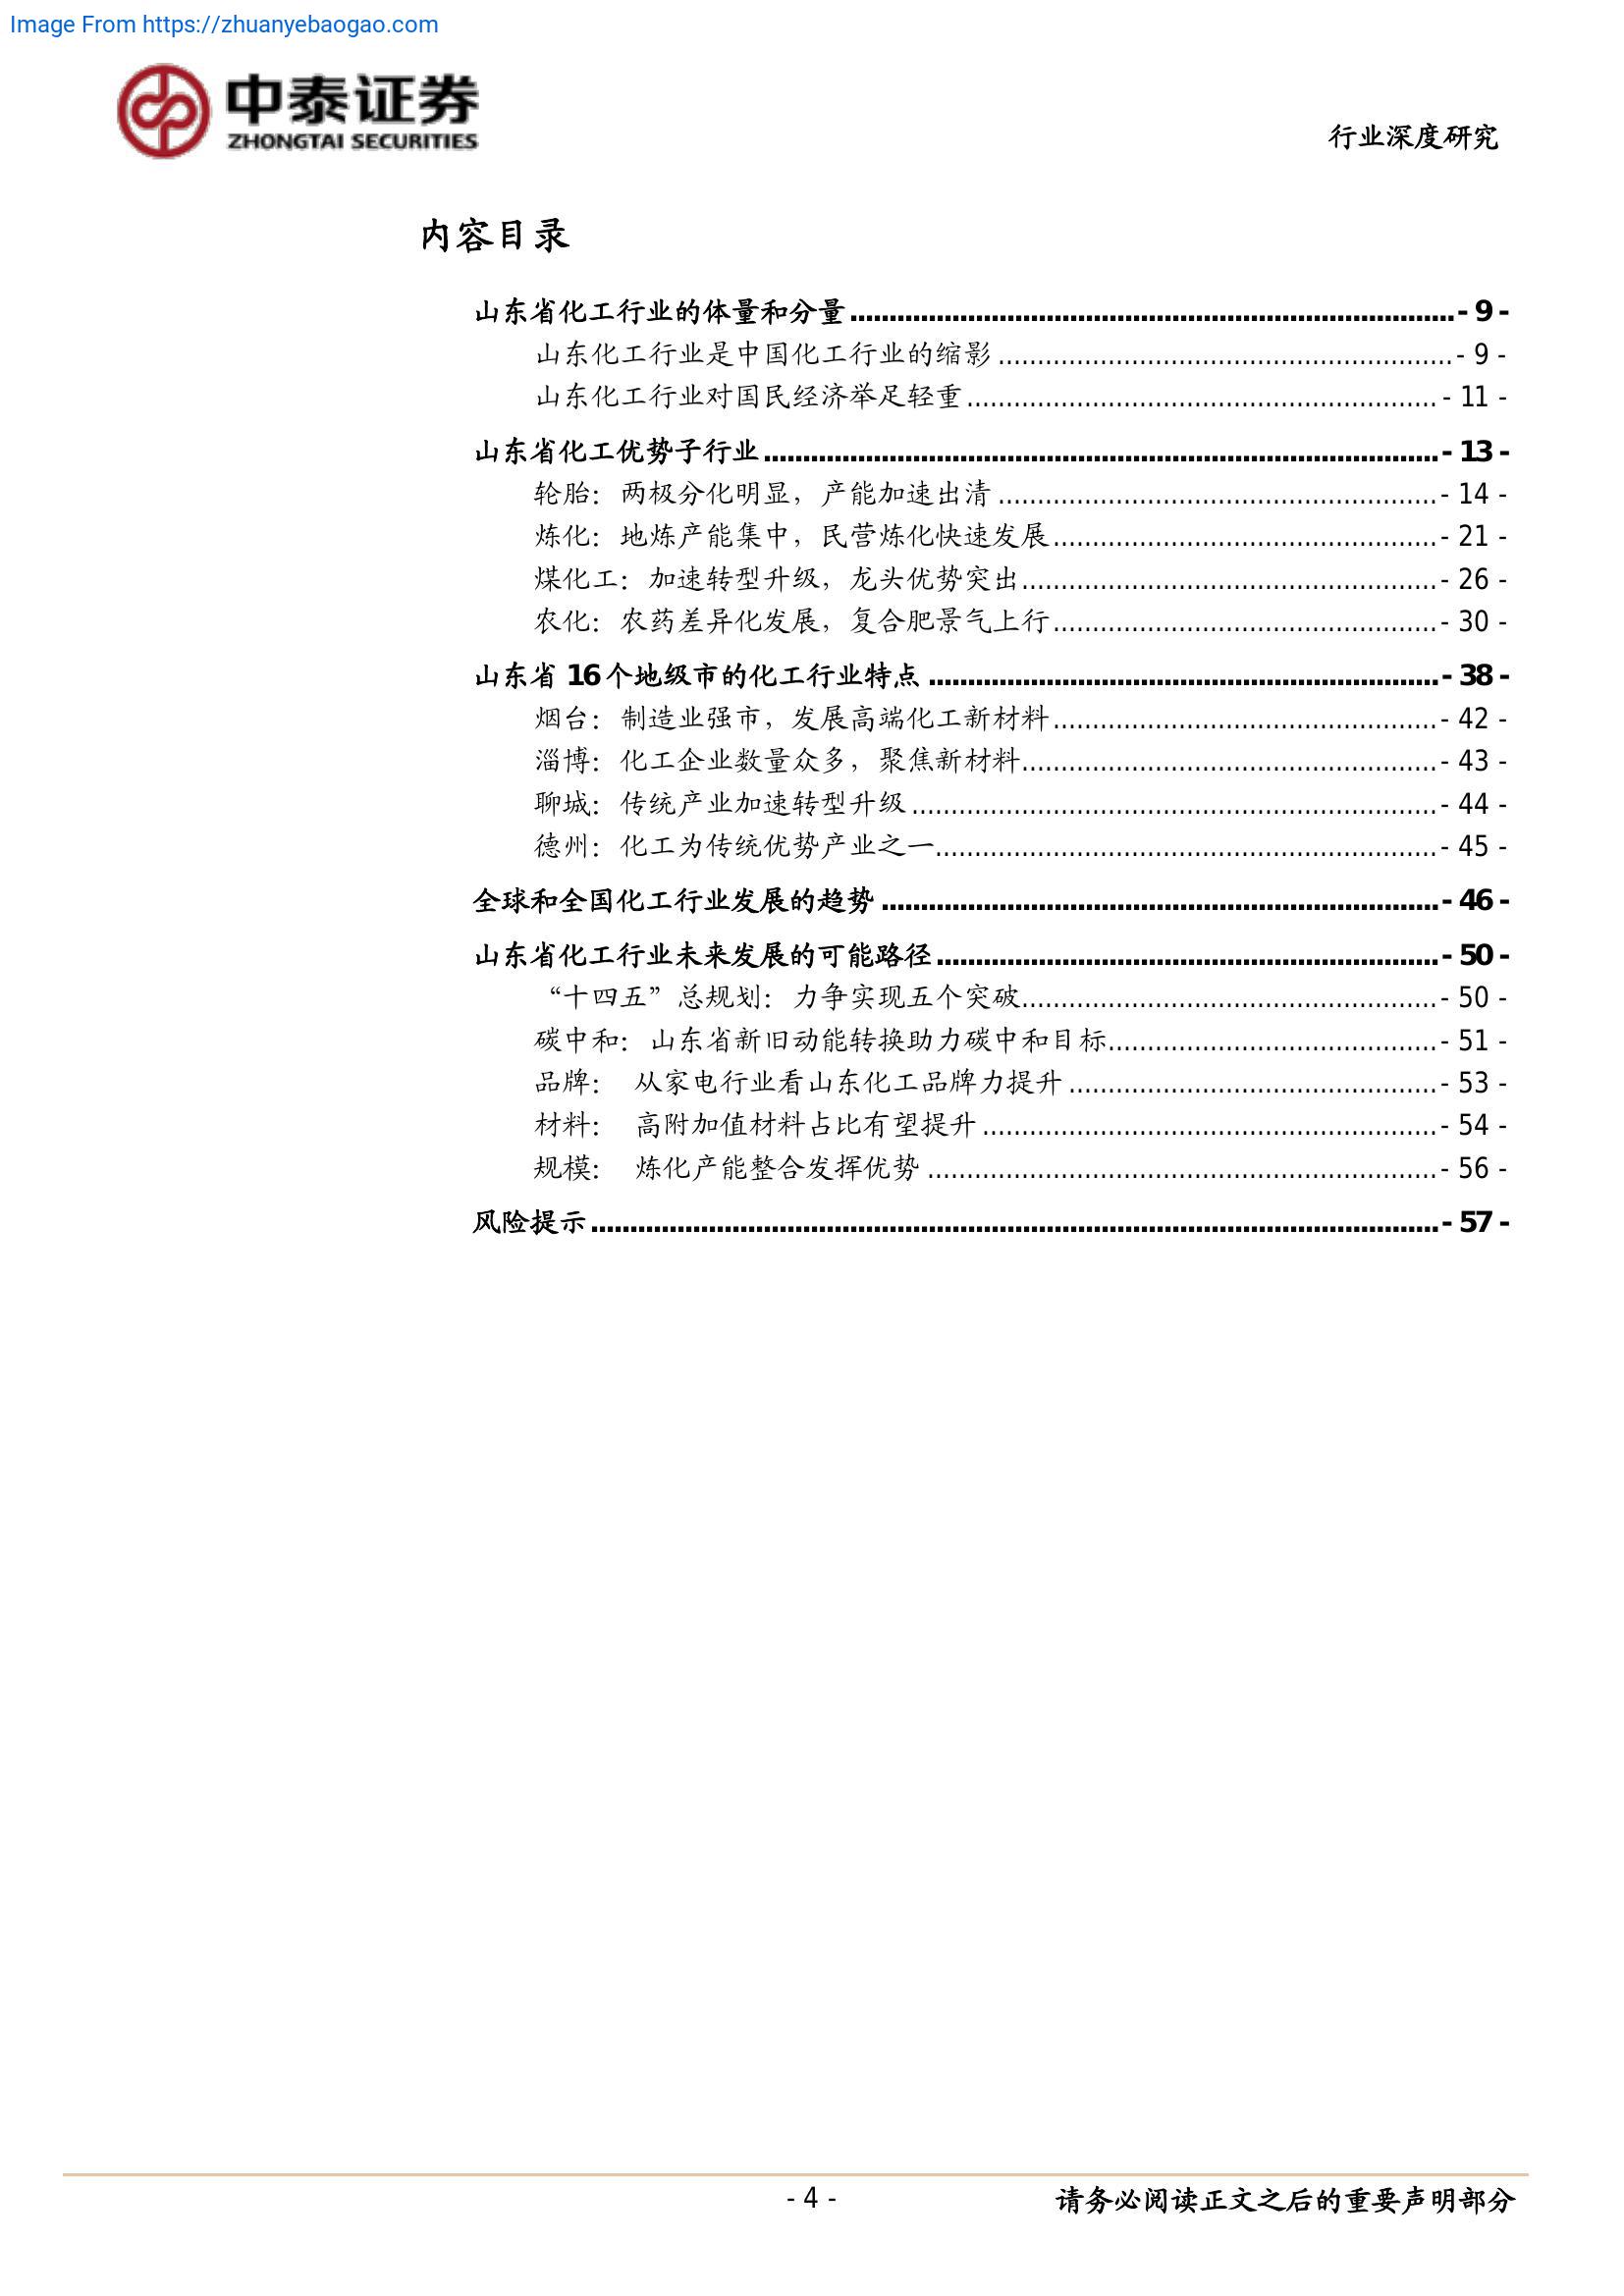 Image From https://zhuanyebaogao.com
中泰证券
ZHONGTAI SECURITIES
行业深度研究
内容目录
山东省化工行业的体量和分量 - 9 -
山东化工行业是中国化工行业的缩影 - 9 -
山东化工行业对国民经济举足轻重 - 11 -
山东省化工优势子行业 - 13 -
轮胎：两极分化明显，产能加速出清 - 14 -
炼化：地炼产能集中，民营炼化快速发展 - 21 -
煤化工：加速转型升级，龙头优势突出 - 26 -
农化：农药差异化发展，复合肥景气上行 - 30 -
山东省 16 个地级市的化工行业特点 - 38 -
烟台：制造业强市，发展高端化工新材料 - 42 -
淄博：化工企业数量众多，聚焦新材料 - 43 -
聊城：传统产业加速转型升级 - 44 -
德州：化工为传统优势产业之一 - 45 -
全球和全国化工行业发展的趋势 - 46 -
山东省化工行业未来发展的可能路径 - 50 -
“十四五”总规划：力争实现五个突破 - 50 -
碳中和：山东省新旧动能转换助力碳中和目标 - 51 -
品牌： 从家电行业看山东化工品牌力提升 - 53 -
材料： 高附加值材料占比有望提升 - 54 -
规模： 炼化产能整合发挥优势 - 56 -
风险提示 - 57 -
- 4 -
请务必阅读正文之后的重要声明部分